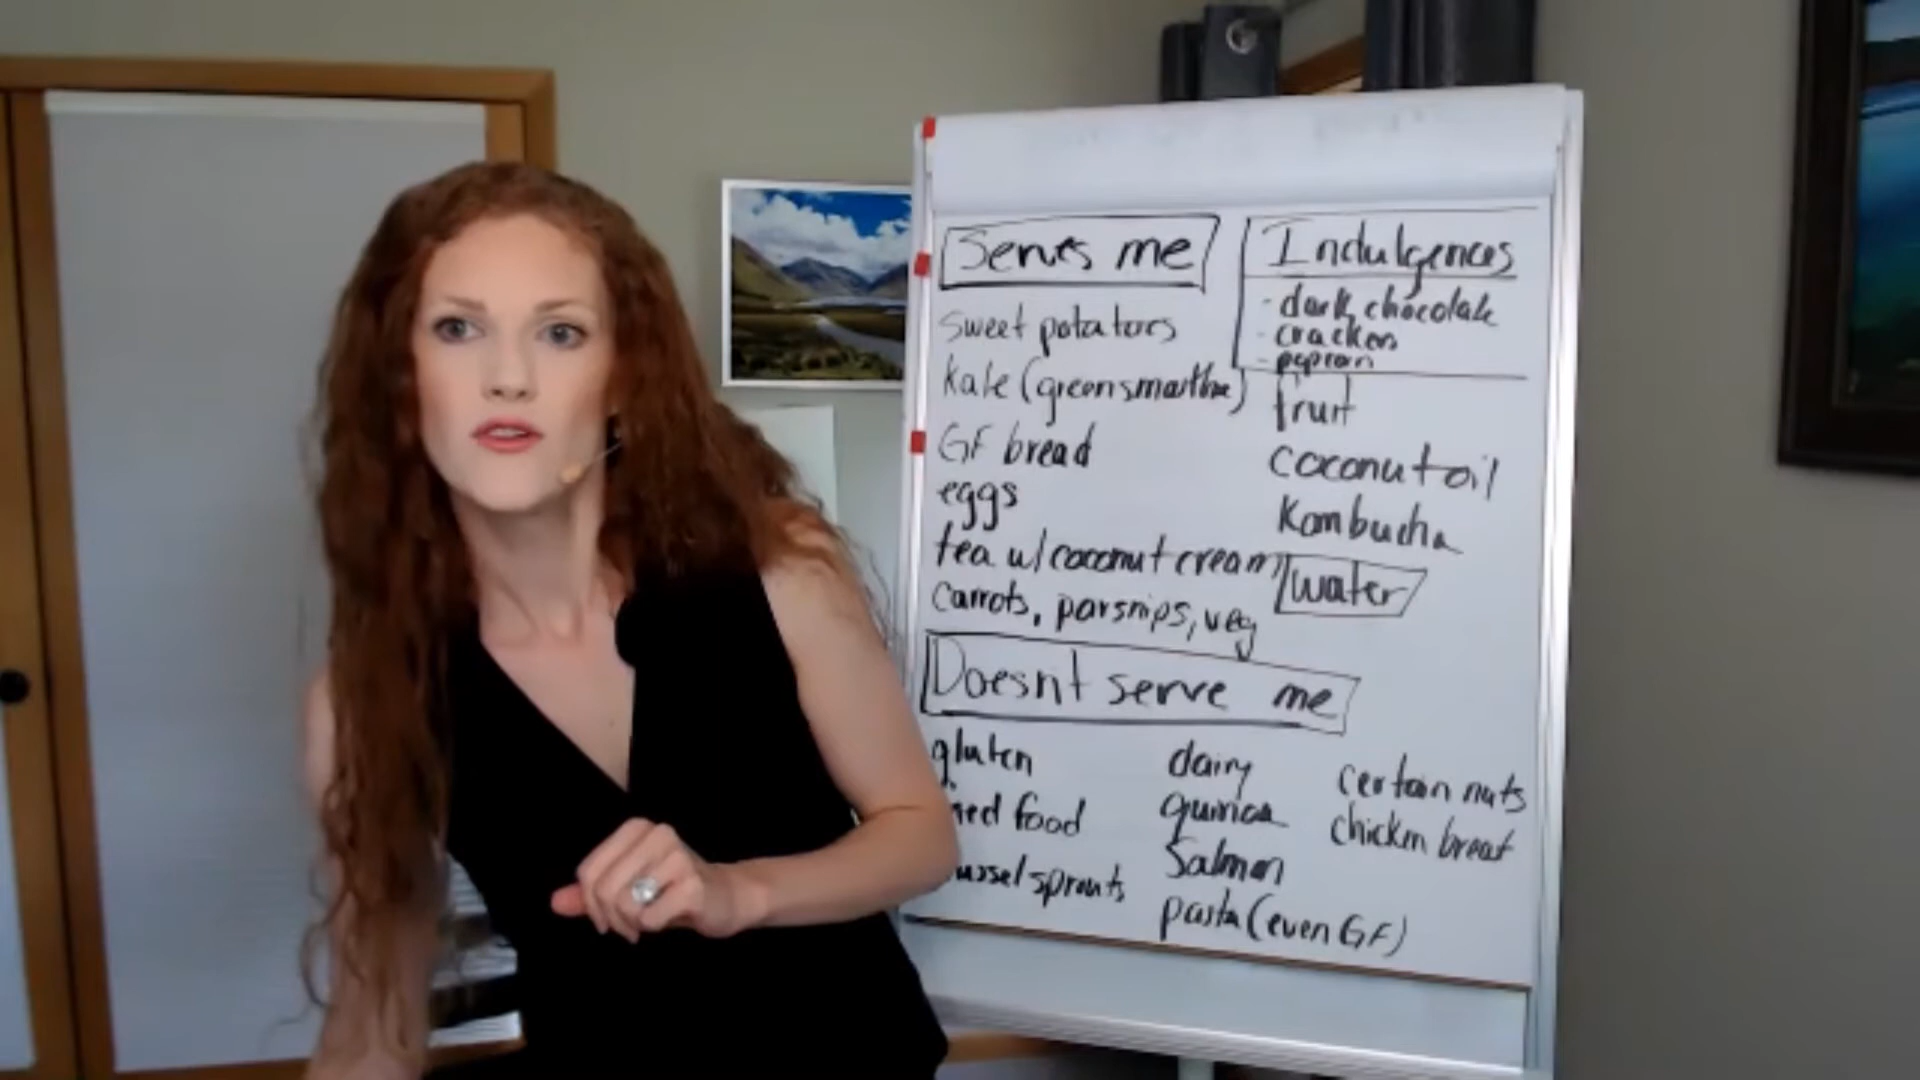 Serves me
sweet potatoes
kale (green smoothie)
GF bread
eggs
tea w/ coconut cream
carrots, parsnips, veg
Indulgences
- dark chocolate
- crackers
- popcorn
fruit
coconut oil
Kombucha
water
Doesn't serve me
gluten
food
sprouts
dairy
quinoa
Salmon
pasta (even GF)
certain nuts
chicken breast